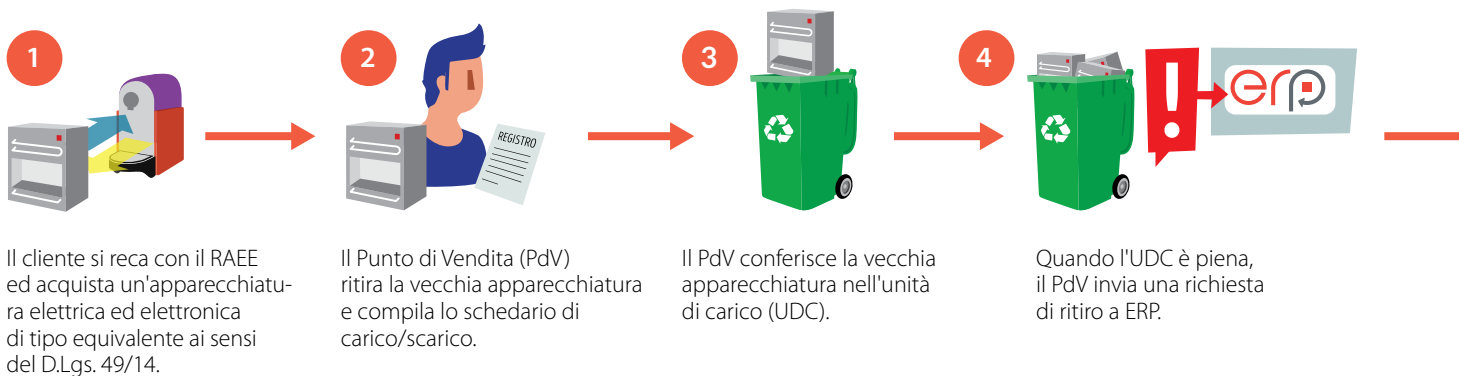 1
2
3
4
REGISTRO
erp
Il cliente si reca con il RAEE
ed acquista un'apparecchiatu-
ra elettrica ed elettronica
di tipo equivalente ai sensi
del D.Lgs. 49/14.
Il Punto di Vendita (PdV)
ritira la vecchia apparecchiatura
e compila lo schedario di
carico/scarico.
Il PdV conferisce la vecchia
apparecchiatura nell'unità
di carico (UDC).
Quando l'UDC è piena,
il PdV invia una richiesta
di ritiro a ERP.